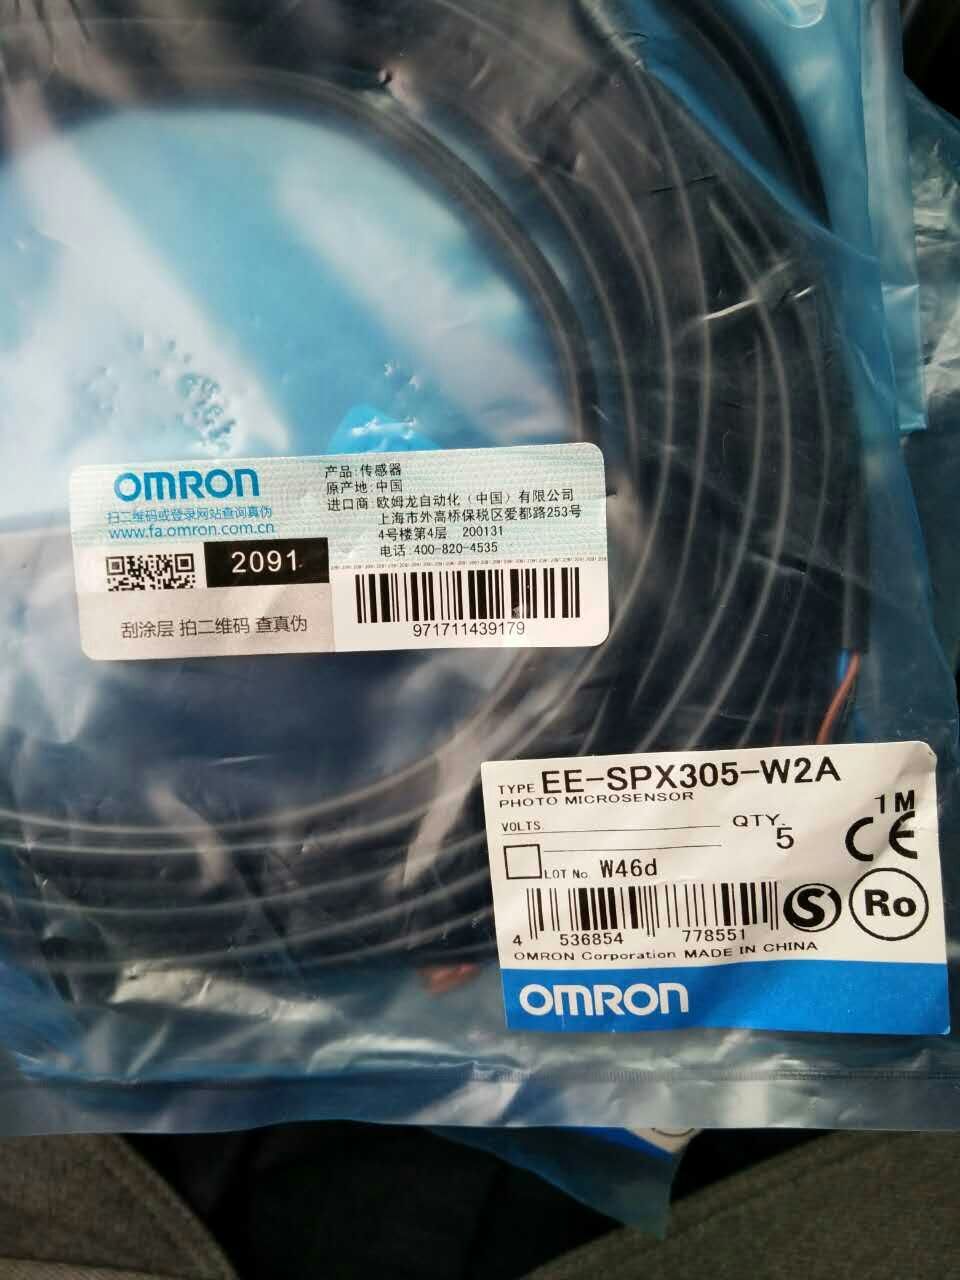 OMRON
扫二维码或登录网站查询真伪
www.fa.omron.com.cn
2091
刮涂层 拍二维码 查真伪
产品:传感器
原产地:中国
进口商:欧姆龙自动化(中国)有限公司
上海市外高桥保税区爱都路253号
4号楼第4层 200131
电话:400-820-4535
971711439179
TYPE EE-SPX305-W2A
PHOTO MICROSENSOR
1M
VOLTS
QTY. 5
CE
LOT No. W46d
S
Ro
4 536854 778551
OMRON Corporation MADE IN CHINA
OMRON